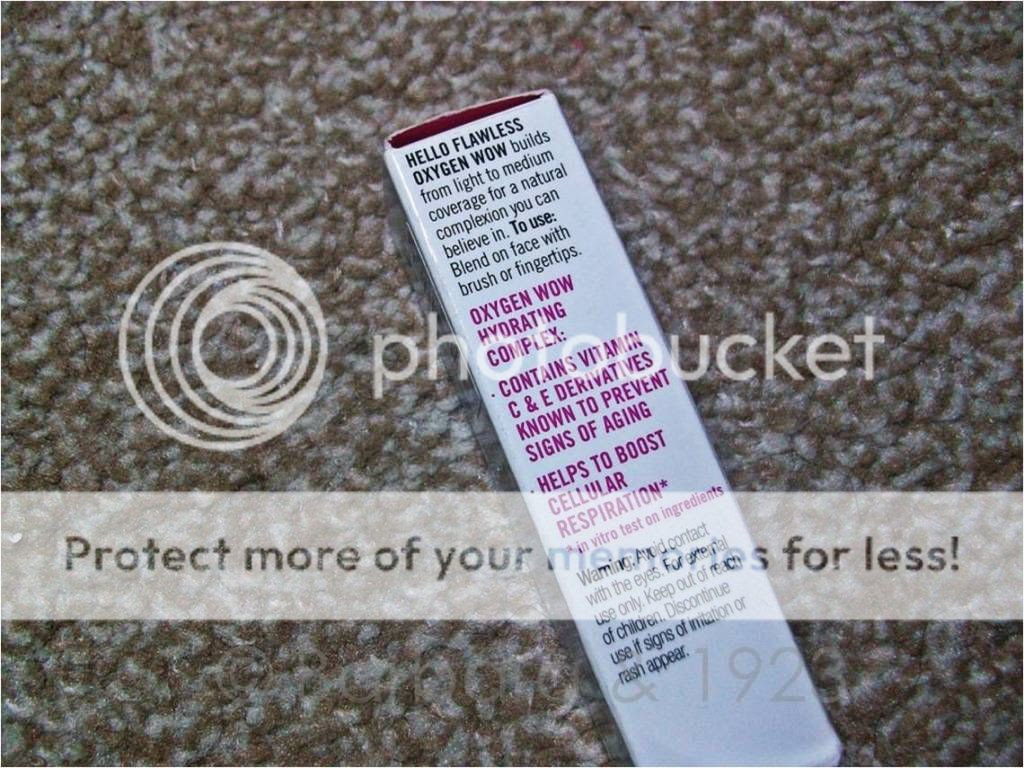 HELLO FLAWLESS
OXYGEN WOW builds
from light to medium
coverage for a natural
complexion you can
believe in. To use:
Blend on face with
brush or fingertips.
OXYGEN WOW
HYDRATING
COMPLEX:
· CONTAINS VITAMIN
C & E DERIVATIVES
KNOWN TO PREVENT
SIGNS OF AGING
· HELPS TO BOOST
CELLULAR
RESPIRATION*
*in vitro test on ingredients
Warning: Avoid contact
with the eyes. For external
use only. Keep out of reach
of children. Discontinue
use if signs of irritation or
rash appear.
photobucket
Protect more of your memories for less!
& 1923